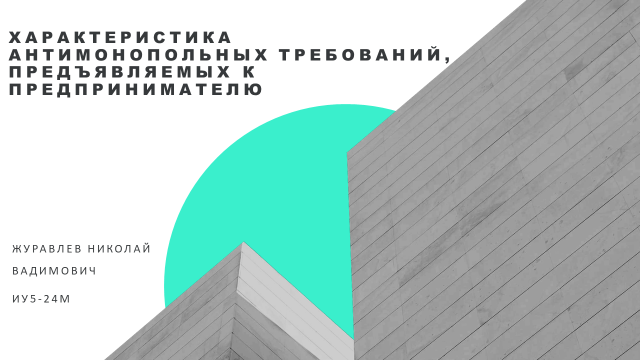 ХАРАКТЕРИСТИКА
АНТИМОНОПОЛЬНЫХ ТРЕБОВАНИЙ,
ПРЕДЪЯВЛЯЕМЫХ К
ПРЕДПРИНИМАТЕЛЮ
ЖУРАВЛЕВ НИКОЛАЙ
ВАДИМОВИЧ
ИУ5-24М